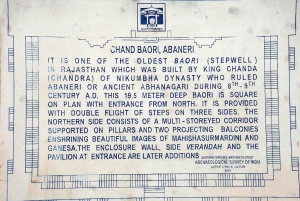 CHAND BAORI, ABANERI
IT IS ONE OF THE OLDEST BAORI (STEPWELL)
IN RAJASTHAN WHICH WAS BUILT BY KING CHANDA
(CHANDRA) OF NIKUMBHA DYNASTY WHO RULED
ABANERI OR ANCIENT ABHANAGARI DURING 8TH-9TH
CENTURY A.D. THIS 19.5 METER DEEP BAORI IS SQUARE
ON PLAN WITH ENTRANCE FROM NORTH. IT IS PROVIDED
WITH DOUBLE FLIGHT OF STEPS ON THREE SIDES. THE
NORTHERN SIDE CONSISTS OF A MULTI-STOREYED CORRIDOR
SUPPORTED ON PILLARS AND TWO PROJECTING BALCONIES
ENSHRINING BEAUTIFUL IMAGES OF MAHISHASURMARDINI AND
GANESA.THE ENCLOSURE WALL, SIDE VERANDAH AND
THE PAVILION AT ENTRANCE ARE LATER ADDITIONS
ARCHAEOLOGICAL SURVEY OF INDIA